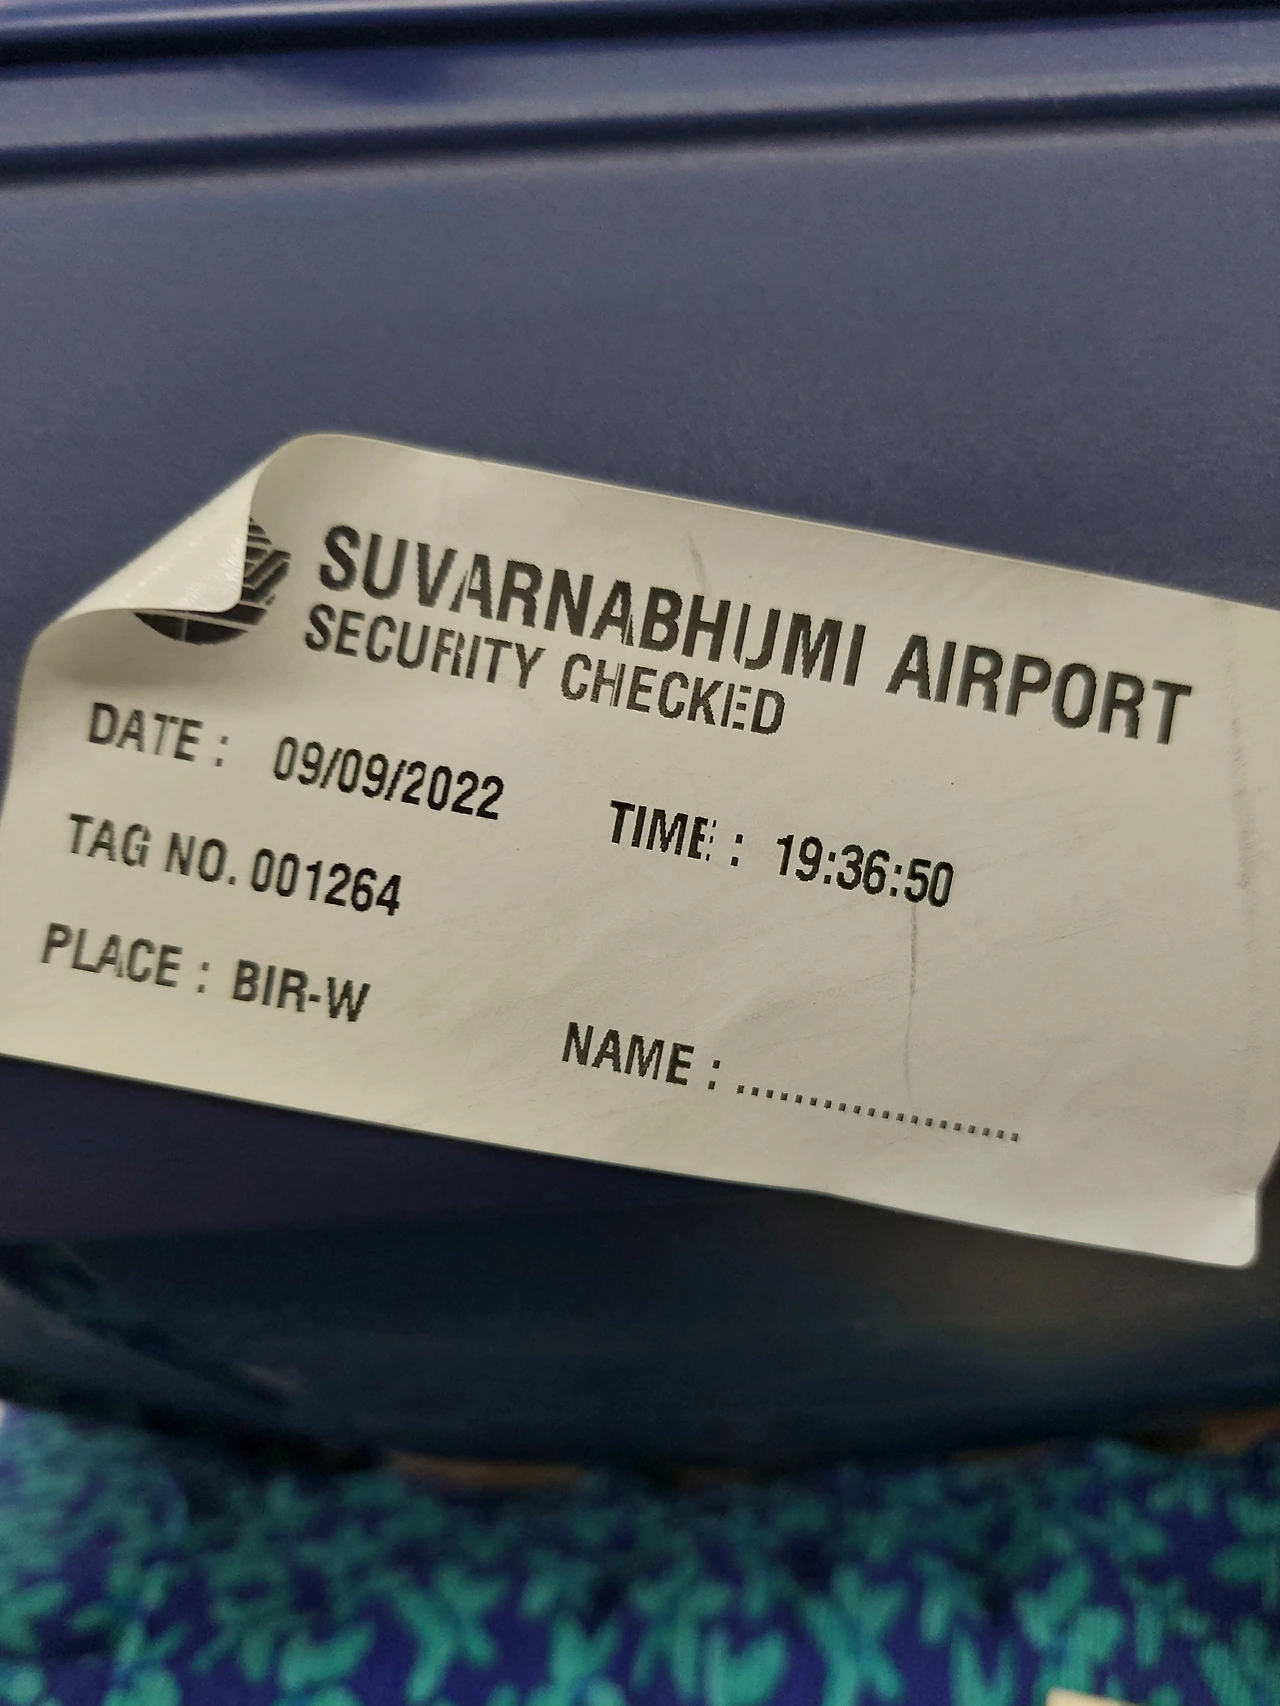 SUVARNABHUMI AIRPORT
SECURITY CHECKED
DATE : 09/09/2022 TIME : 19:36:50
TAG NO. 001264
PLACE : BIR-W
NAME : ....................